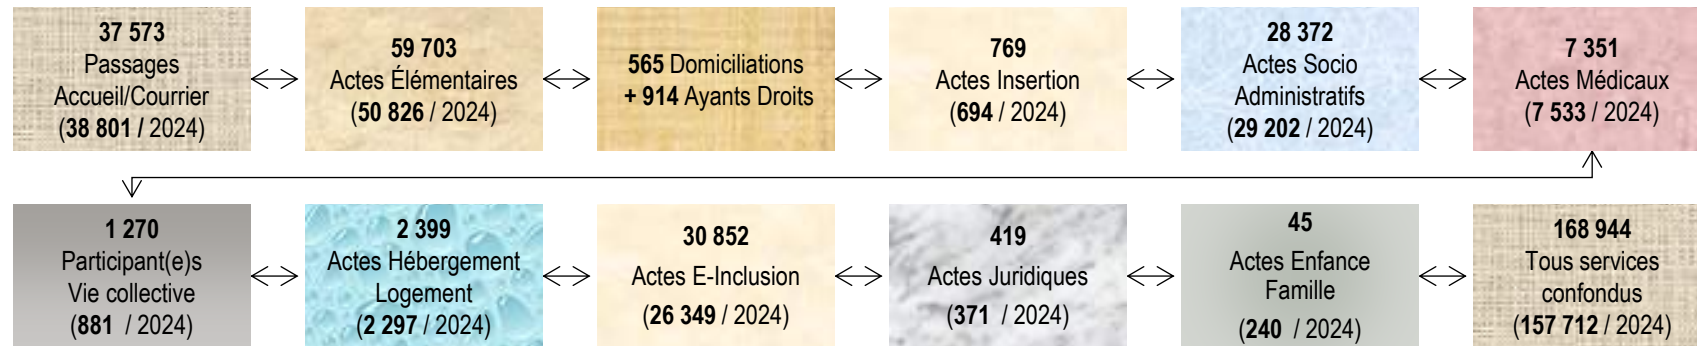 37 573
Passages
Accueil/Courrier
(38 801 / 2024)
59 703
Actes Élémentaires
(50 826 / 2024)
565 Domiciliations
+ 914 Ayants Droits
769
Actes Insertion
(694 / 2024)
28 372
Actes Socio
Administratifs
(29 202 / 2024)
7 351
Actes Médicaux
(7 533 / 2024)
1 270
Participant(e)s
Vie collective
(881 / 2024)
2 399
Actes Hébergement
Logement
(2 297 / 2024)
30 852
Actes E-Inclusion
(26 349 / 2024)
419
Actes Juridiques
(371 / 2024)
45
Actes Enfance
Famille
(240 / 2024)
168 944
Tous services
confondus
(157 712 / 2024)